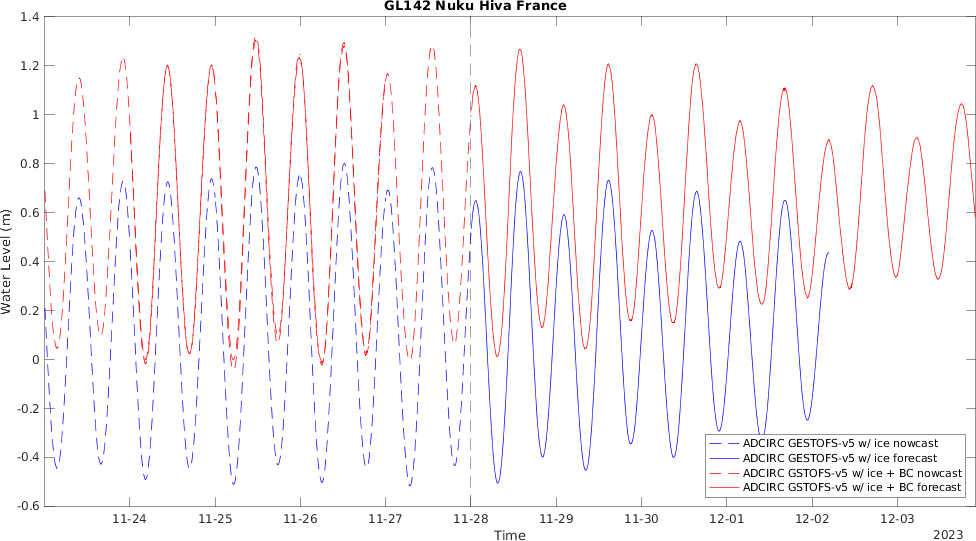 GL142 Nuku Hiva France
1.4
1.2
1
0.8
0.6
0.4
0.2
0
-0.2
-0.4
-0.6
Water Level (m)
ADCIRC GESTOFS-v5 w/ ice nowcast
ADCIRC GESTOFS-v5 w/ ice forecast
ADCIRC GSTOFS-v5 w/ ice + BC nowcast
ADCIRC GSTOFS-v5 w/ ice + BC forecast
11-24 11-25 11-26 11-27 11-28 11-29 11-30 12-01 12-02 12-03
Time
2023